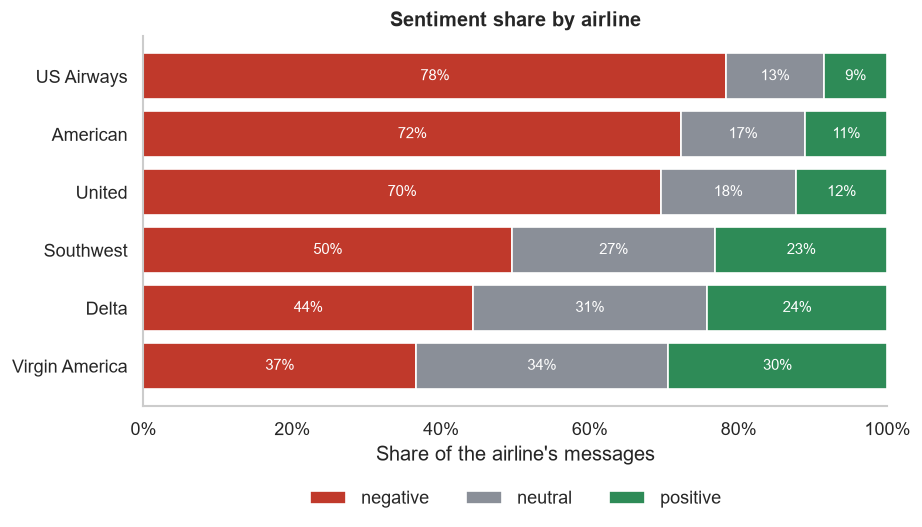 Sentiment share by airline
US Airways 78% 13% 9%
American 72% 17% 11%
United 70% 18% 12%
Southwest 50% 27% 23%
Delta 44% 31% 24%
Virgin America 37% 34% 30%
0% 20% 40% 60% 80% 100%
Share of the airline's messages
negative neutral positive